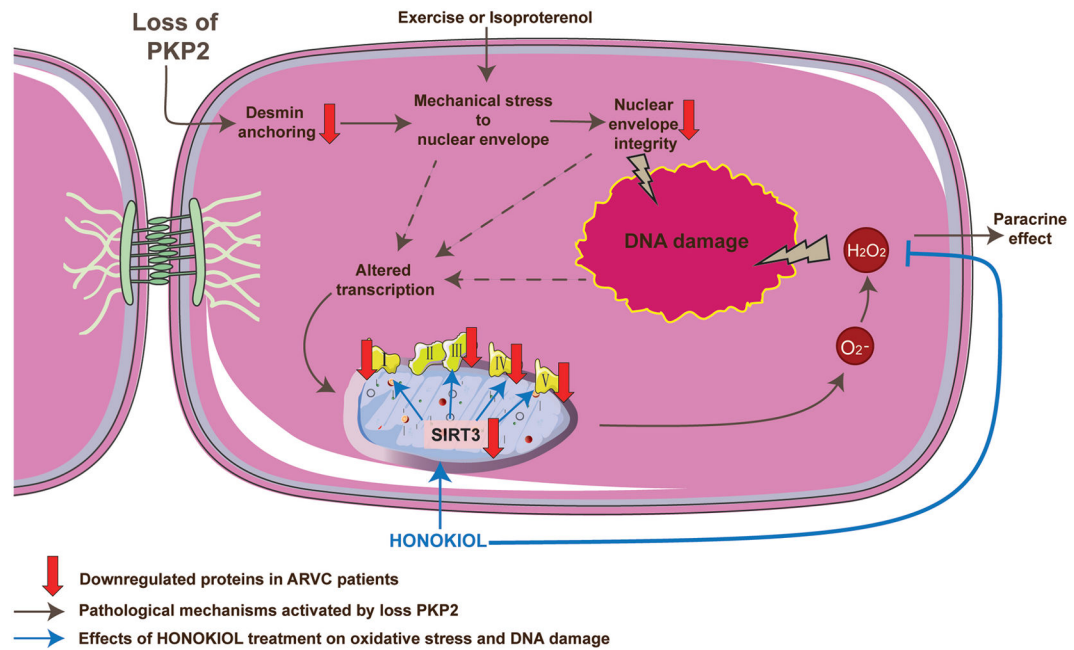 Loss of
PKP2
Exercise or Isoproterenol
Desmin
anchoring
Mechanical stress
to
nuclear envelope
Nuclear
envelope
integrity
DNA damage
H₂O₂
Paracrine
effect
Altered
transcription
O₂-
I
II
III
IV
V
SIRT3
HONOKIOL
Downregulated proteins in ARVC patients
Pathological mechanisms activated by loss PKP2
Effects of HONOKIOL treatment on oxidative stress and DNA damage